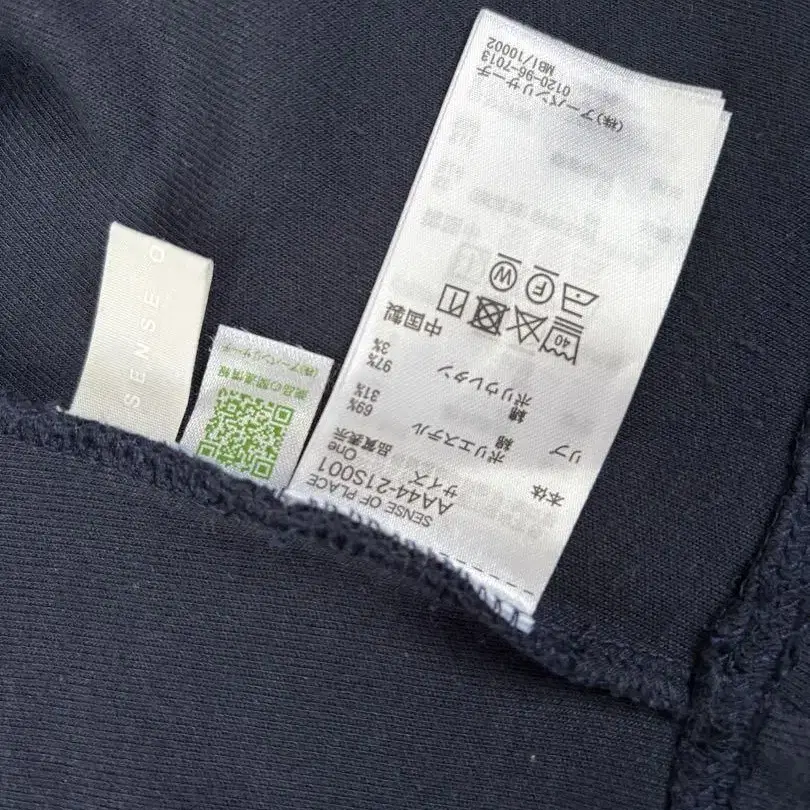 SENSE OF PLACE
AA44-21S001
サイズ One
品質表示
本体 ポリエステル 69%
綿 31%
リブ 綿 97%
ポリウレタン 3%
中国製
40
F
W
(株)アーバンリサーチ
0120-96-7013
MB1/10002
商品の関連情報
(株)アーバンリサーチ
SENSE O